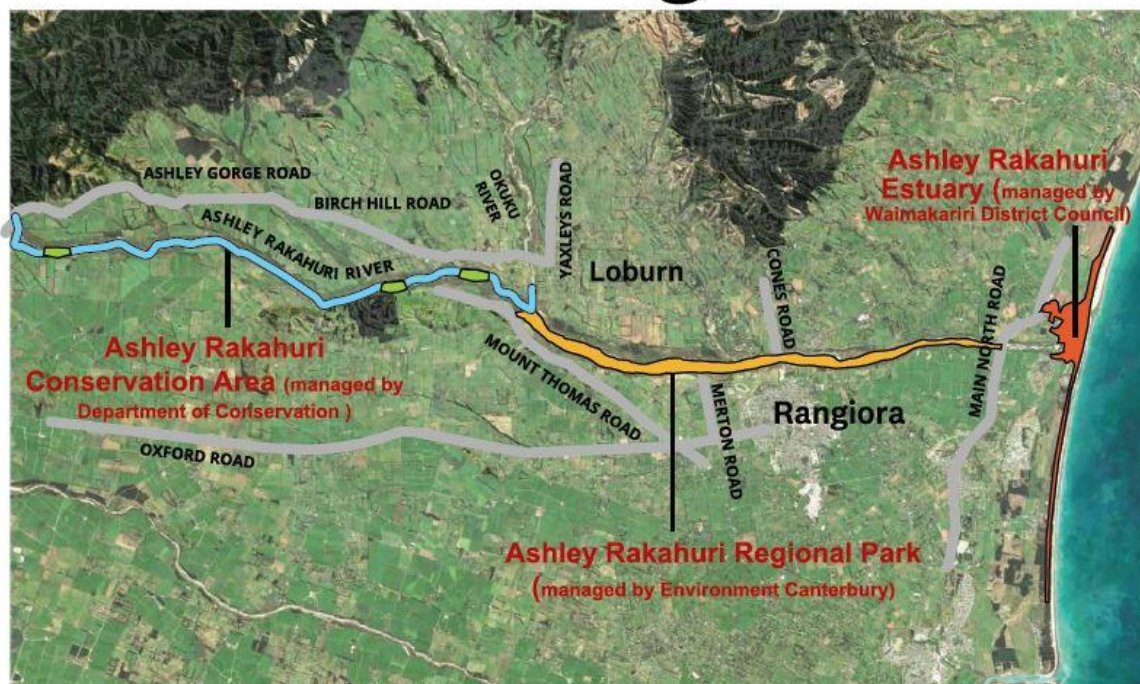 ASHLEY GORGE ROAD
BIRCH HILL ROAD
OKUKU
RIVER
YAXLEYS ROAD
Ashley Rakahuri
Estuary (managed by
Waimakariri District Council)
ASHLEY RAKAHURI RIVER
Loburn
CONES ROAD
MAIN NORTH ROAD
Ashley Rakahuri
Conservation Area (managed by
Department of Conservation )
MOUNT THOMAS ROAD
MERTON ROAD
Rangiora
OXFORD ROAD
Ashley Rakahuri Regional Park
(managed by Environment Canterbury)